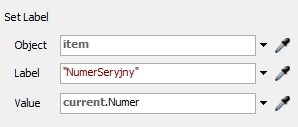 Set Label
Object item
Label "NumerSeryjny"
Value current.Numer